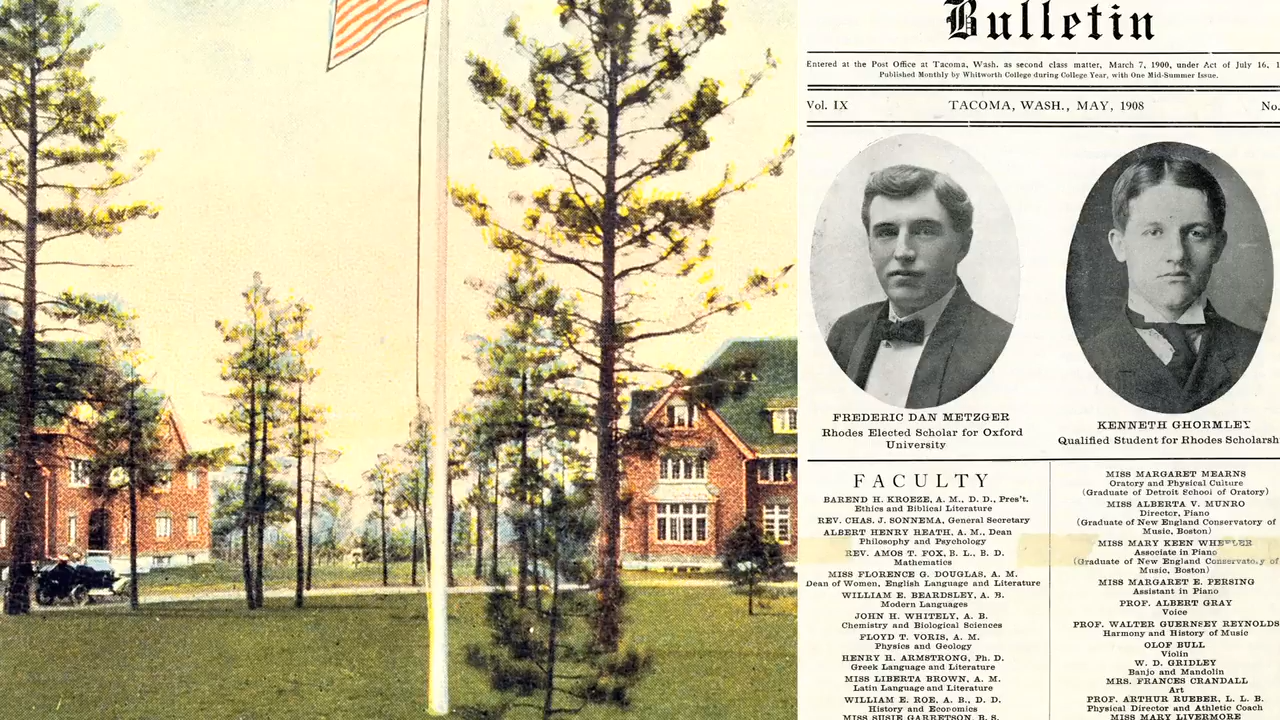 Bulletin
Entered at the Post Office at Tacoma, Wash. as second class matter, March 7, 1900, under Act of July 16, 1
Published Monthly by Whitworth College during College Year, with One Mid-Summer Issue.
Vol. IX TACOMA, WASH., MAY, 1908 No.
FREDERIC DAN METZGER
Rhodes Elected Scholar for Oxford
University
KENNETH GHORMLEY
Qualified Student for Rhodes Scholarsh
FACULTY
BAREND H. KROEZE, A. M., D. D., Pres't.
Ethics and Biblical Literature
REV. CHAS. J. SONNEMA, General Secretary
ALBERT HENRY HEATH, A. M., Dean
Philosophy and Psychology
REV. AMOS T. FOX, B. L., B. D.
Mathematics
MISS FLORENCE G. DOUGLAS, A. M.
Dean of Women, English Language and Literature
WILLIAM E. BEARDSLEY, A. B.
Modern Languages
JOHN H. WHITELY, A. B.
Chemistry and Biological Sciences
FLOYD T. VORIS, A. M.
Physics and Geology
HENRY H. ARMSTRONG, Ph. D.
Greek Language and Literature
MISS LIBERTA BROWN, A. M.
Latin Language and Literature
WILLIAM E. ROE, A. B., D. D.
History and Economics
MISS SUSIE GARRETSON, B. S.
MISS MARGARET MEARNS
Oratory and Physical Culture
(Graduate of Detroit School of Oratory)
MISS ALBERTA V. MUNRO
Director, Piano
(Graduate of New England Conservatory of
Music, Boston)
MISS MARY KEEN WHEELER
Associate in Piano
(Graduate of New England Conservatory of
Music, Boston)
MISS MARGARET E. PERSING
Assistant in Piano
PROF. ALBERT GRAY
Voice
PROF. WALTER GUERNSEY REYNOLDS
Harmony and History of Music
OLOF BULL
Violin
W. D. GRIDLEY
Banjo and Mandolin
MRS. FRANCES CRANDALL
Art
PROF. ARTHUR RUEBER, L. L. B.
Physical Director and Athletic Coach
MISS MARY LIVERMORE